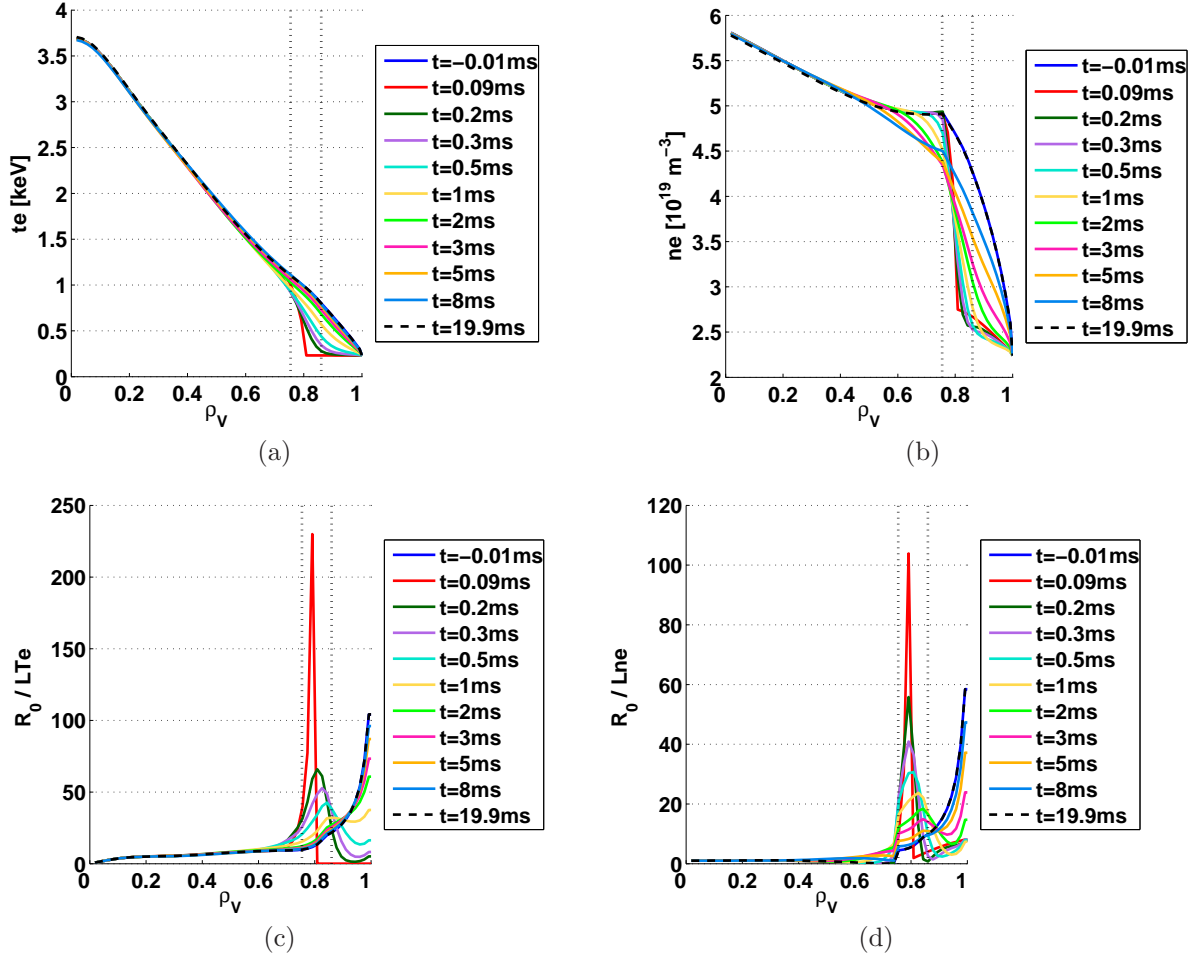 4
3.5
3
2.5
2
1.5
1
0.5
0
te [keV]
0 0.2 0.4 0.6 0.8 1
ρV
t=−0.01ms
t=0.09ms
t=0.2ms
t=0.3ms
t=0.5ms
t=1ms
t=2ms
t=3ms
t=5ms
t=8ms
t=19.9ms
(a)
6
5.5
5
4.5
4
3.5
3
2.5
2
ne [10^19 m^−3]
0 0.2 0.4 0.6 0.8 1
ρV
t=−0.01ms
t=0.09ms
t=0.2ms
t=0.3ms
t=0.5ms
t=1ms
t=2ms
t=3ms
t=5ms
t=8ms
t=19.9ms
(b)
250
200
150
100
50
0
R0 / LTe
0 0.2 0.4 0.6 0.8 1
ρV
t=−0.01ms
t=0.09ms
t=0.2ms
t=0.3ms
t=0.5ms
t=1ms
t=2ms
t=3ms
t=5ms
t=8ms
t=19.9ms
(c)
120
100
80
60
40
20
0
R0 / Lne
0 0.2 0.4 0.6 0.8 1
ρV
t=−0.01ms
t=0.09ms
t=0.2ms
t=0.3ms
t=0.5ms
t=1ms
t=2ms
t=3ms
t=5ms
t=8ms
t=19.9ms
(d)